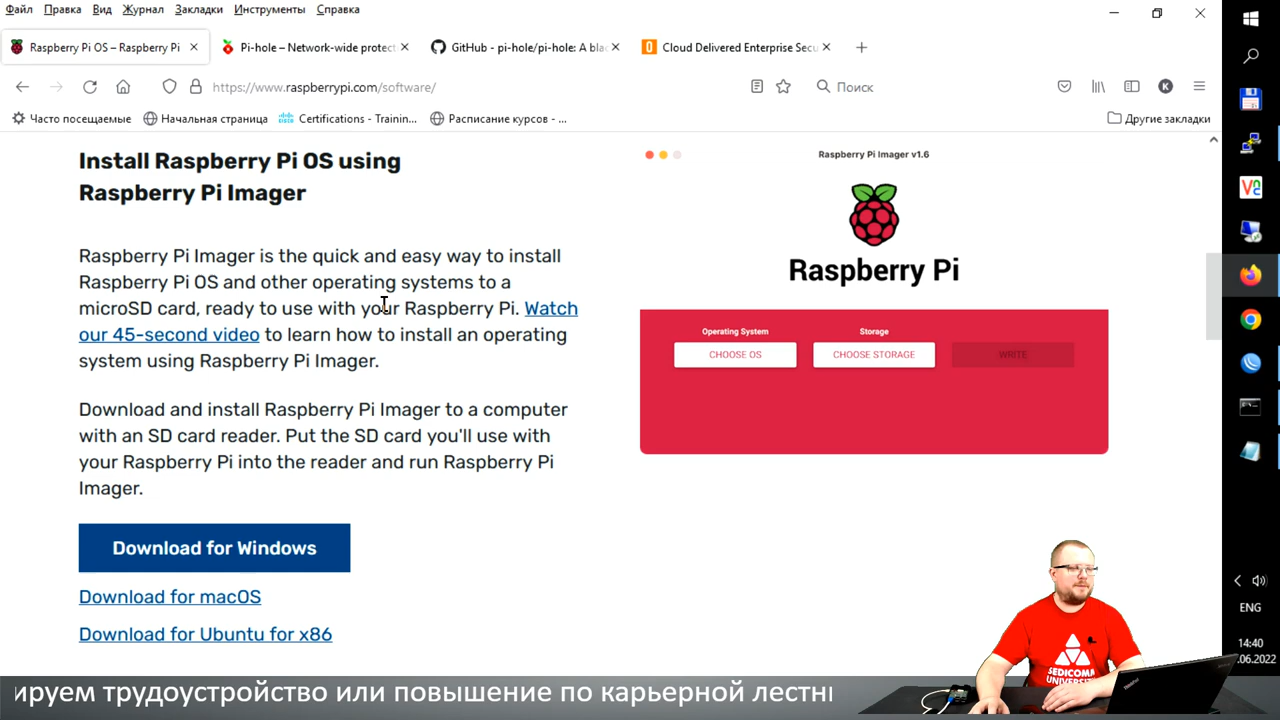 Файл Правка Вид Журнал Закладки Инструменты Справка
Raspberry Pi OS – Raspberry Pi
Pi-hole – Network-wide protect
GitHub - pi-hole/pi-hole: A bla
Cloud Delivered Enterprise Secu
https://www.raspberrypi.com/software/
Поиск
K
Часто посещаемые
Начальная страница
Certifications - Trainin...
Расписание курсов - ...
Другие закладки
Install Raspberry Pi OS using
Raspberry Pi Imager
Raspberry Pi Imager is the quick and easy way to install
Raspberry Pi OS and other operating systems to a
microSD card, ready to use with your Raspberry Pi. Watch
our 45-second video to learn how to install an operating
system using Raspberry Pi Imager.
Download and install Raspberry Pi Imager to a computer
with an SD card reader. Put the SD card you'll use with
your Raspberry Pi into the reader and run Raspberry Pi
Imager.
Download for Windows
Download for macOS
Download for Ubuntu for x86
Raspberry Pi Imager v1.6
Raspberry Pi
Operating System
Storage
CHOOSE OS
CHOOSE STORAGE
WRITE
ENG
14:40
.06.2022
SEDICOMM
UNIVERSITY
ThinkPad
ируем трудоустройство или повышение по карьерной лестн